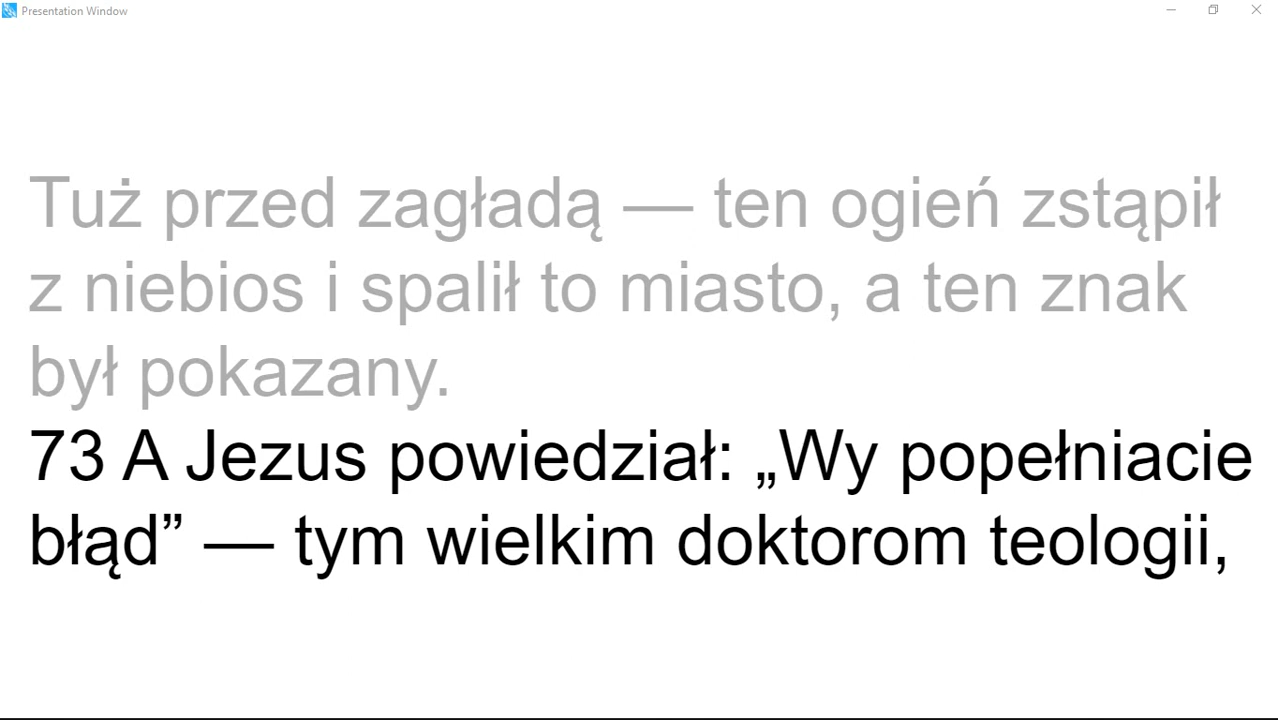 Presentation Window
Tuż przed zagładą — ten ogień zstąpił
z niebios i spalił to miasto, a ten znak
był pokazany.
73 A Jezus powiedział: „Wy popełniacie
błąd” — tym wielkim doktorom teologii,